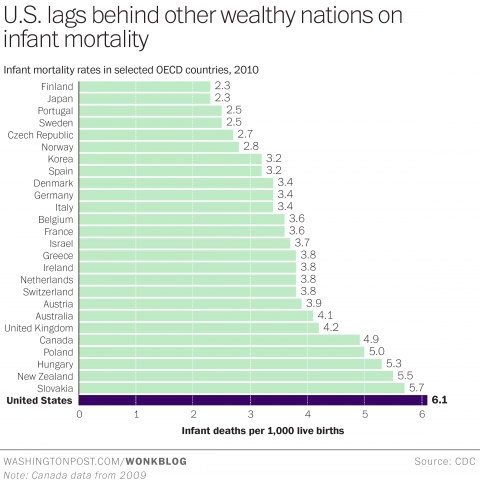 U.S. lags behind other wealthy nations on
infant mortality
Infant mortality rates in selected OECD countries, 2010
Finland 2.3
Japan 2.3
Portugal 2.5
Sweden 2.5
Czech Republic 2.7
Norway 2.8
Korea 3.2
Spain 3.2
Denmark 3.4
Germany 3.4
Italy 3.4
Belgium 3.6
France 3.6
Israel 3.7
Greece 3.8
Ireland 3.8
Netherlands 3.8
Switzerland 3.8
Austria 3.9
Australia 4.1
United Kingdom 4.2
Canada 4.9
Poland 5.0
Hungary 5.3
New Zealand 5.5
Slovakia 5.7
United States 6.1
0 1 2 3 4 5 6
Infant deaths per 1,000 live births
WASHINGTONPOST.COM/WONKBLOG Source: CDC
Note: Canada data from 2009